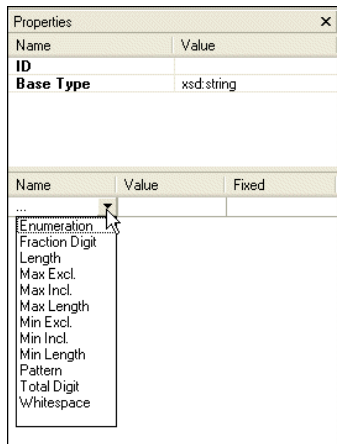 Properties
Name Value
ID
Base Type xsd:string
Name Value Fixed
...
Enumeration
Fraction Digit
Length
Max Excl.
Max Incl.
Max Length
Min Excl.
Min Incl.
Min Length
Pattern
Total Digit
Whitespace